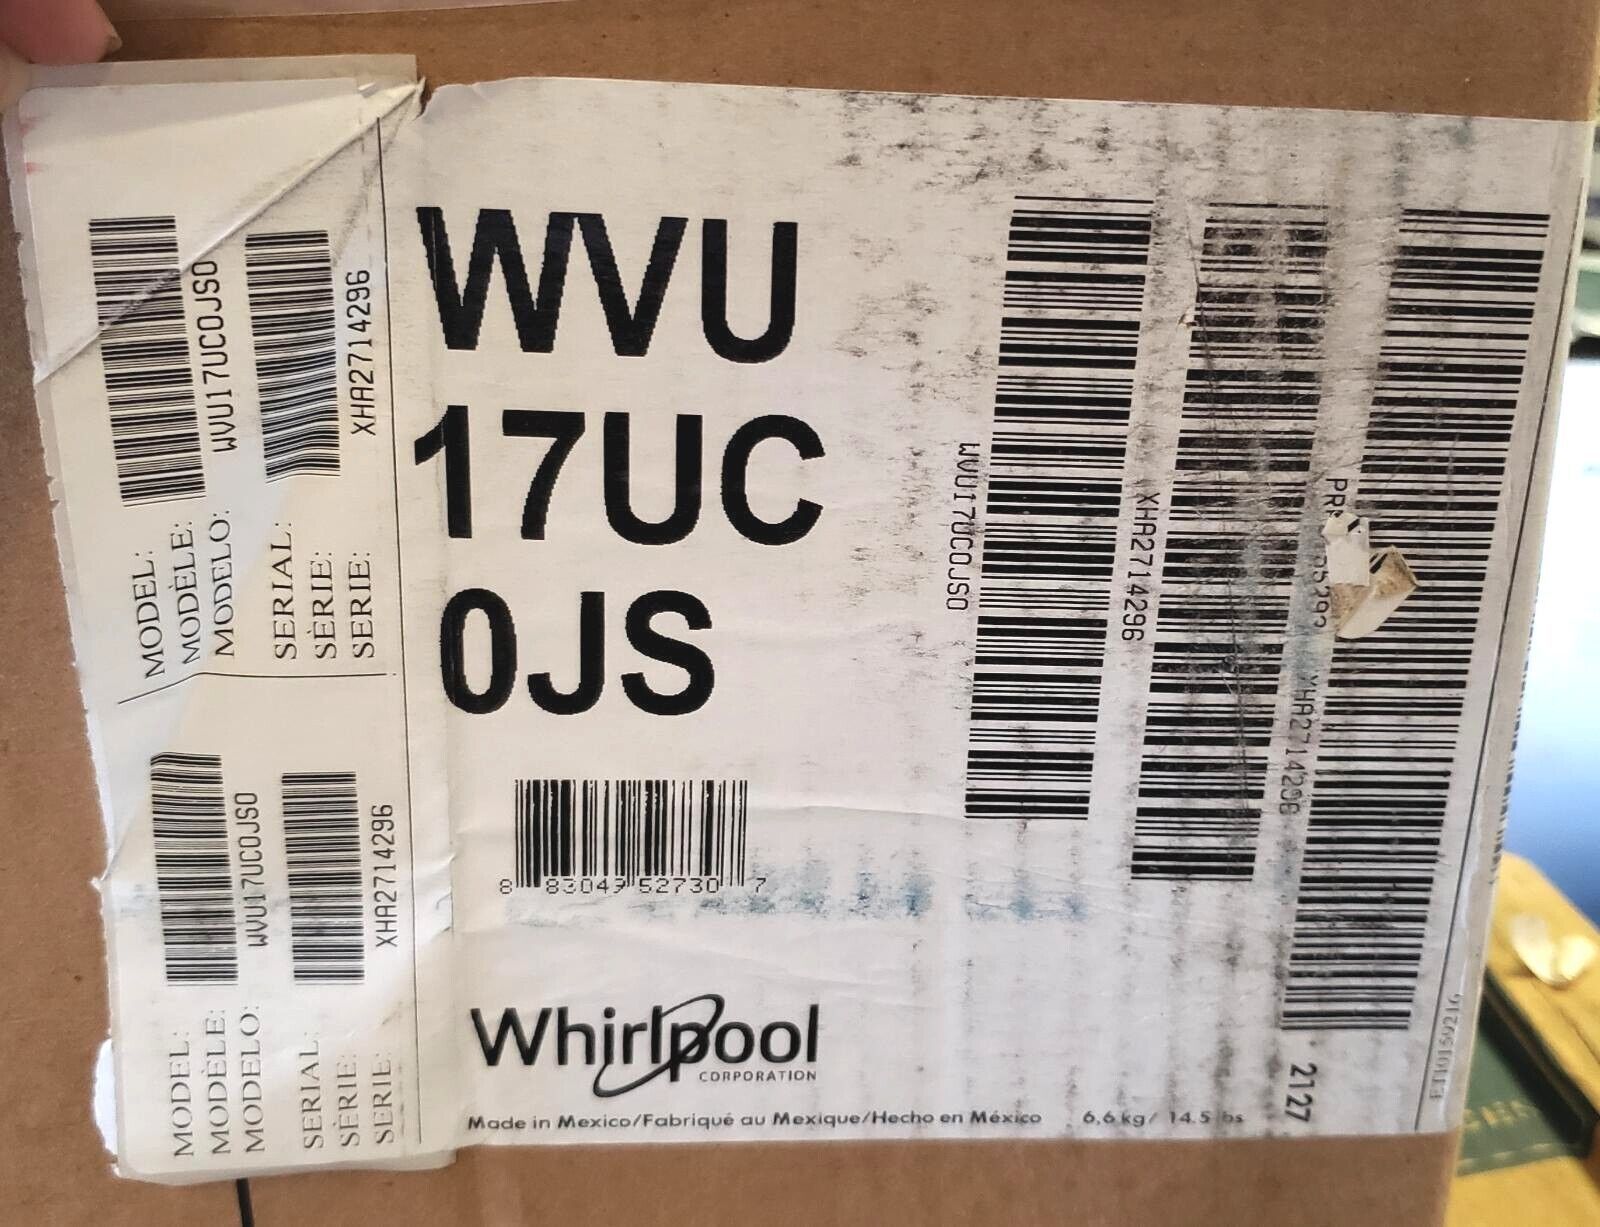 MODEL:
MODÈLE:
MODELO:
WVU17UC0JS0
SERIAL:
SÈRIE:
SERIE:
XHA2714296
MODEL:
MODÈLE:
MODELO:
WVU17UC0JS0
SERIAL:
SÈRIE:
SERIE:
XHA2714296
WVU
17UC
0JS
8 83049 52730 7
Whirlpool
CORPORATION
Made in Mexico/Fabriqué au Mexique/Hecho en México 6,6 kg/ 14.5
WVU17UC0JS0
XHA2714296
XHA2714296
2127